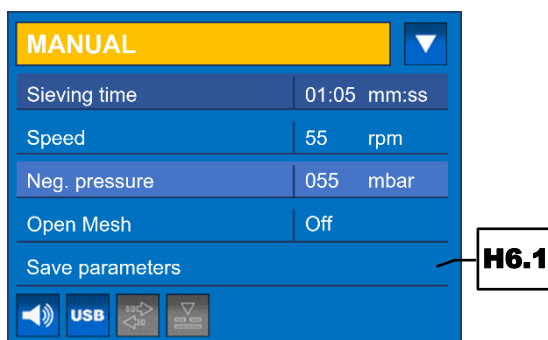 MANUAL
Sieving time 01:05 mm:ss
Speed 55 rpm
Neg. pressure 055 mbar
Open Mesh Off
Save parameters
H6.1
USB